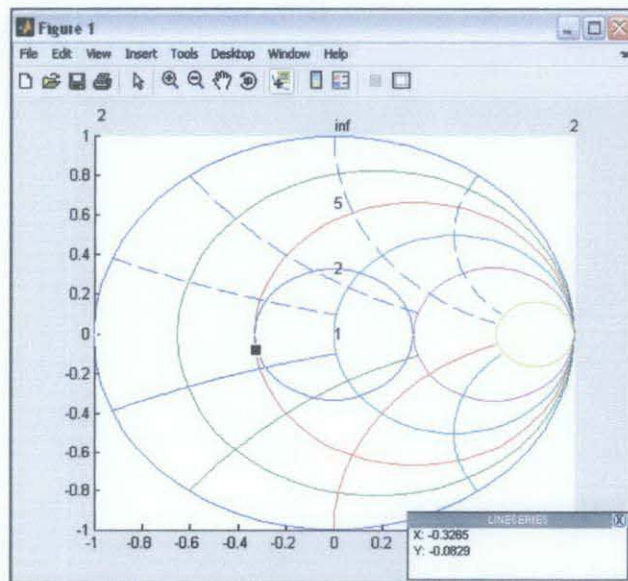 Figure 1
File Edit View Insert Tools Desktop Window Help
2 inf 2
1
0.8
0.6
5
0.4
2
0.2
0 1
-0.2
-0.4
-0.6
-0.8
-1
-1 -0.8 -0.6 -0.4 -0.2 0 0.2
LINESERIES
X: -0.3265
Y: -0.0829